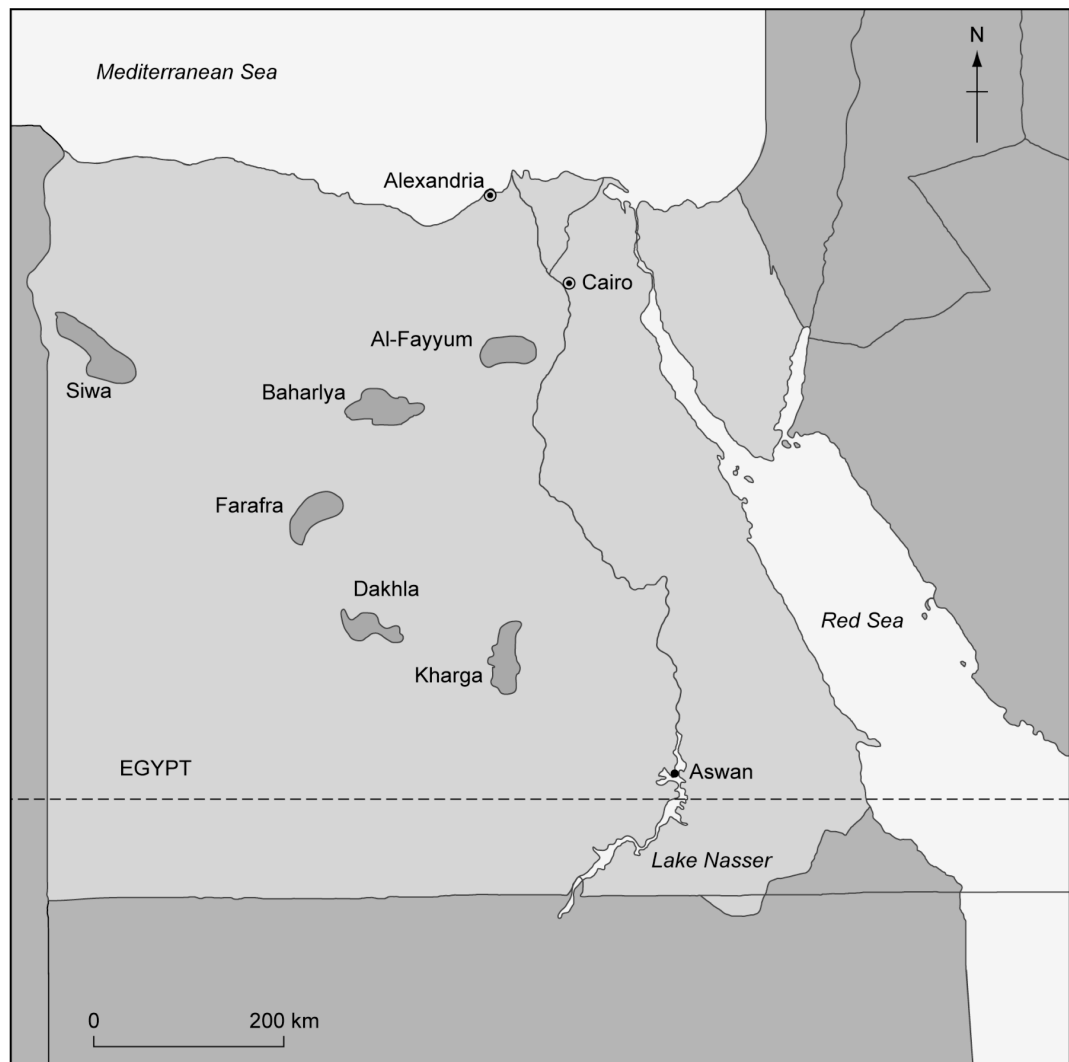 Mediterranean Sea
N
Alexandria
Cairo
Al-Fayyum
Siwa
Baharlya
Farafra
Dakhla
Red Sea
Kharga
EGYPT
Aswan
Lake Nasser
0 200 km